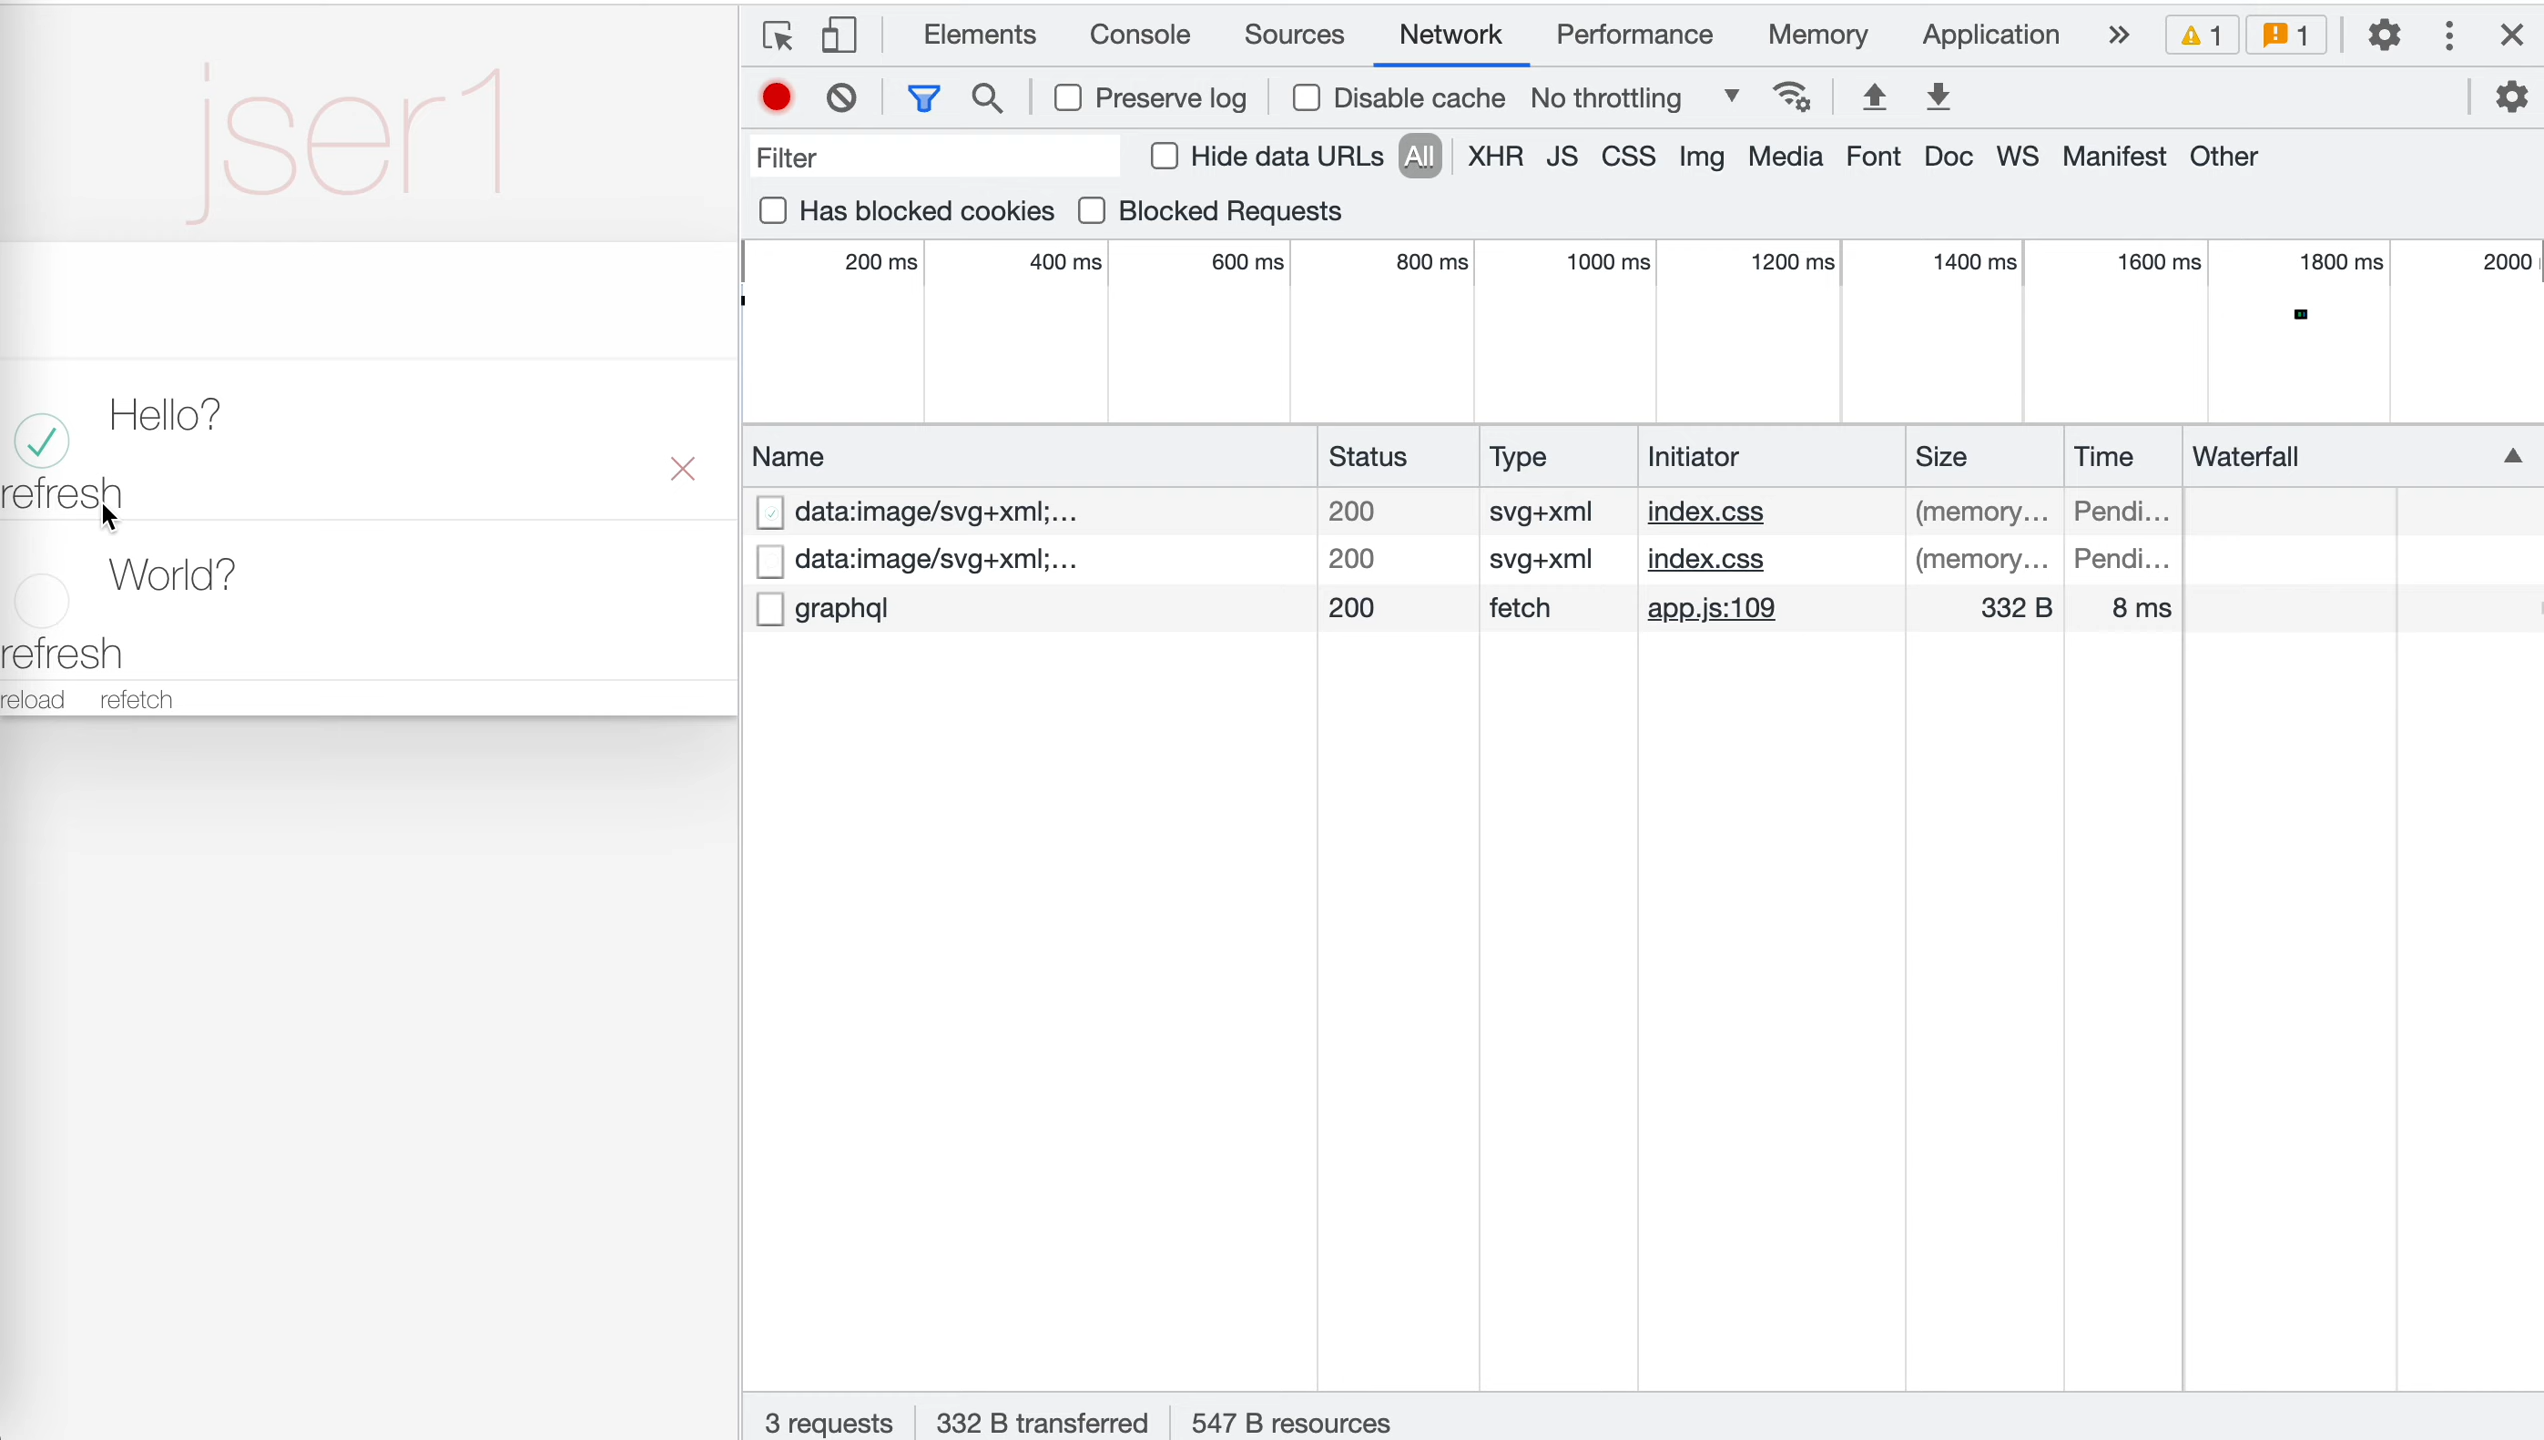 jser1
Hello?
refresh
World?
refresh
reload refetch
Elements Console Sources Network Performance Memory Application 1 1
Preserve log Disable cache No throttling
Filter Hide data URLs All XHR JS CSS Img Media Font Doc WS Manifest Other
Has blocked cookies Blocked Requests
200 ms 400 ms 600 ms 800 ms 1000 ms 1200 ms 1400 ms 1600 ms 1800 ms 2000
Name Status Type Initiator Size Time Waterfall
data:image/svg+xml;... 200 svg+xml index.css (memory... Pendi...
data:image/svg+xml;... 200 svg+xml index.css (memory... Pendi...
graphql 200 fetch app.js:109 332 B 8 ms
3 requests 332 B transferred 547 B resources